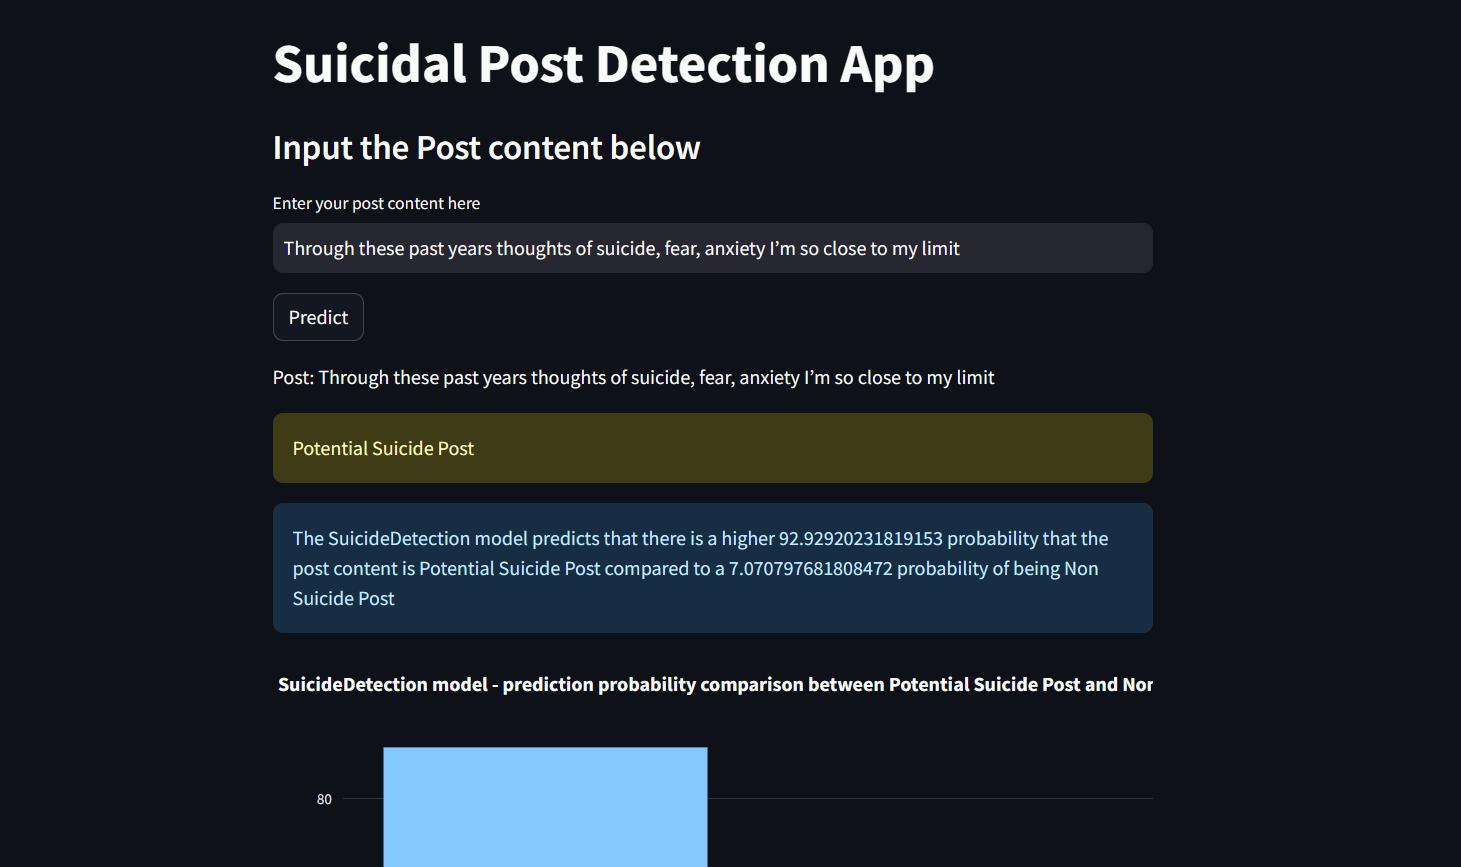 Suicidal Post Detection App
Input the Post content below
Enter your post content here
Through these past years thoughts of suicide, fear, anxiety I’m so close to my limit
Predict
Post: Through these past years thoughts of suicide, fear, anxiety I’m so close to my limit
Potential Suicide Post
The SuicideDetection model predicts that there is a higher 92.92920231819153 probability that the
post content is Potential Suicide Post compared to a 7.070797681808472 probability of being Non
Suicide Post
SuicideDetection model - prediction probability comparison between Potential Suicide Post and Non
80